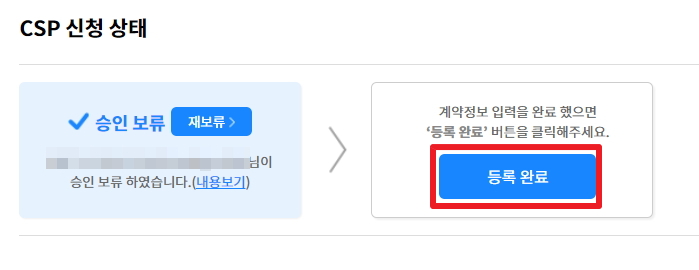 CSP 신청 상태
승인 보류 재보류 >
님이
승인 보류 하였습니다.(내용보기)
계약정보 입력을 완료 했으면
‘등록 완료’ 버튼을 클릭해주세요.
등록 완료